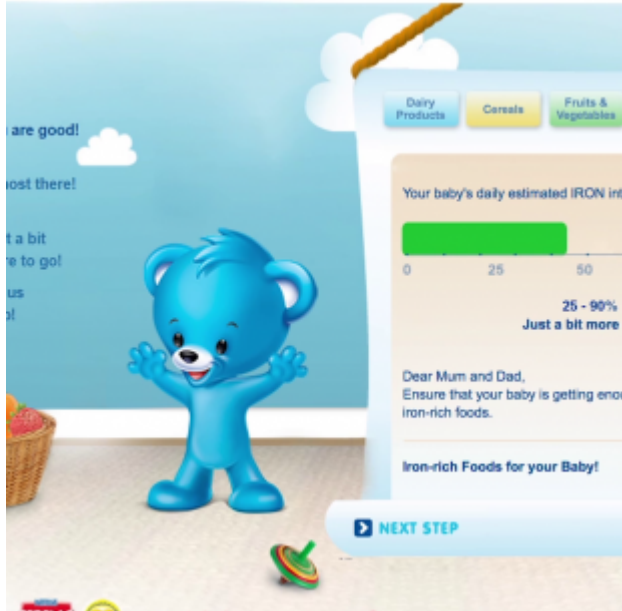 are good!
ost there!
t a bit
e to go!
us
o!
Dairy
Products
Cereals
Fruits &
Vegetables
Your baby's daily estimated IRON int
0 25 50
25 - 90%
Just a bit more
Dear Mum and Dad,
Ensure that your baby is getting enou
iron-rich foods.
Iron-rich Foods for your Baby!
NEXT STEP